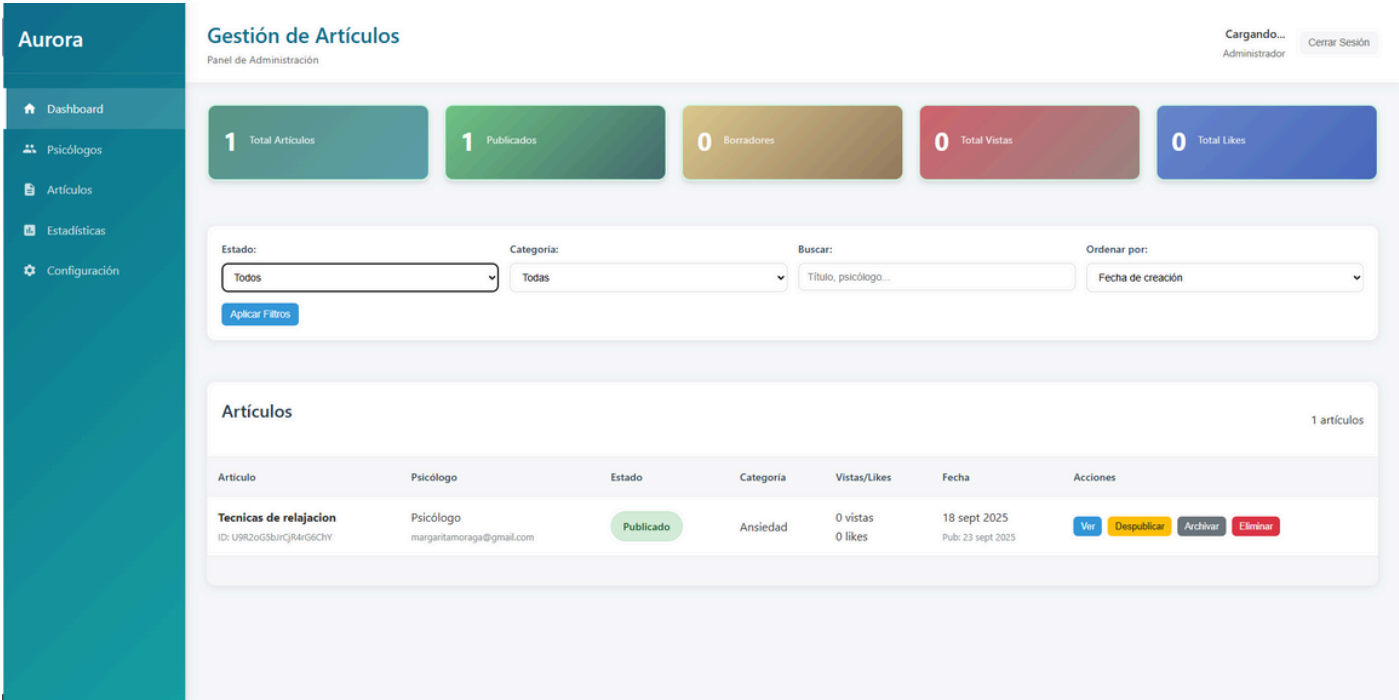 Aurora
Dashboard
Psicólogos
Artículos
Estadísticas
Configuración
Gestión de Artículos
Panel de Administración
Cargando...
Administrador
Cerrar Sesión
1 Total Artículos
1 Publicados
0 Borradores
0 Total Vistas
0 Total Likes
Estado: Categoría: Buscar: Ordenar por:
Todos Todas Título, psicólogo... Fecha de creación
Aplicar Filtros
Artículos
1 artículos
Artículo Psicólogo Estado Categoría Vistas/Likes Fecha Acciones
Tecnicas de relajacion Psicólogo Publicado Ansiedad 0 vistas 18 sept 2025 Ver Despublicar Archivar Eliminar
ID: U9R2oG5bJrCjR4rG6ChY margaritamoraga@gmail.com 0 likes Pub: 23 sept 2025